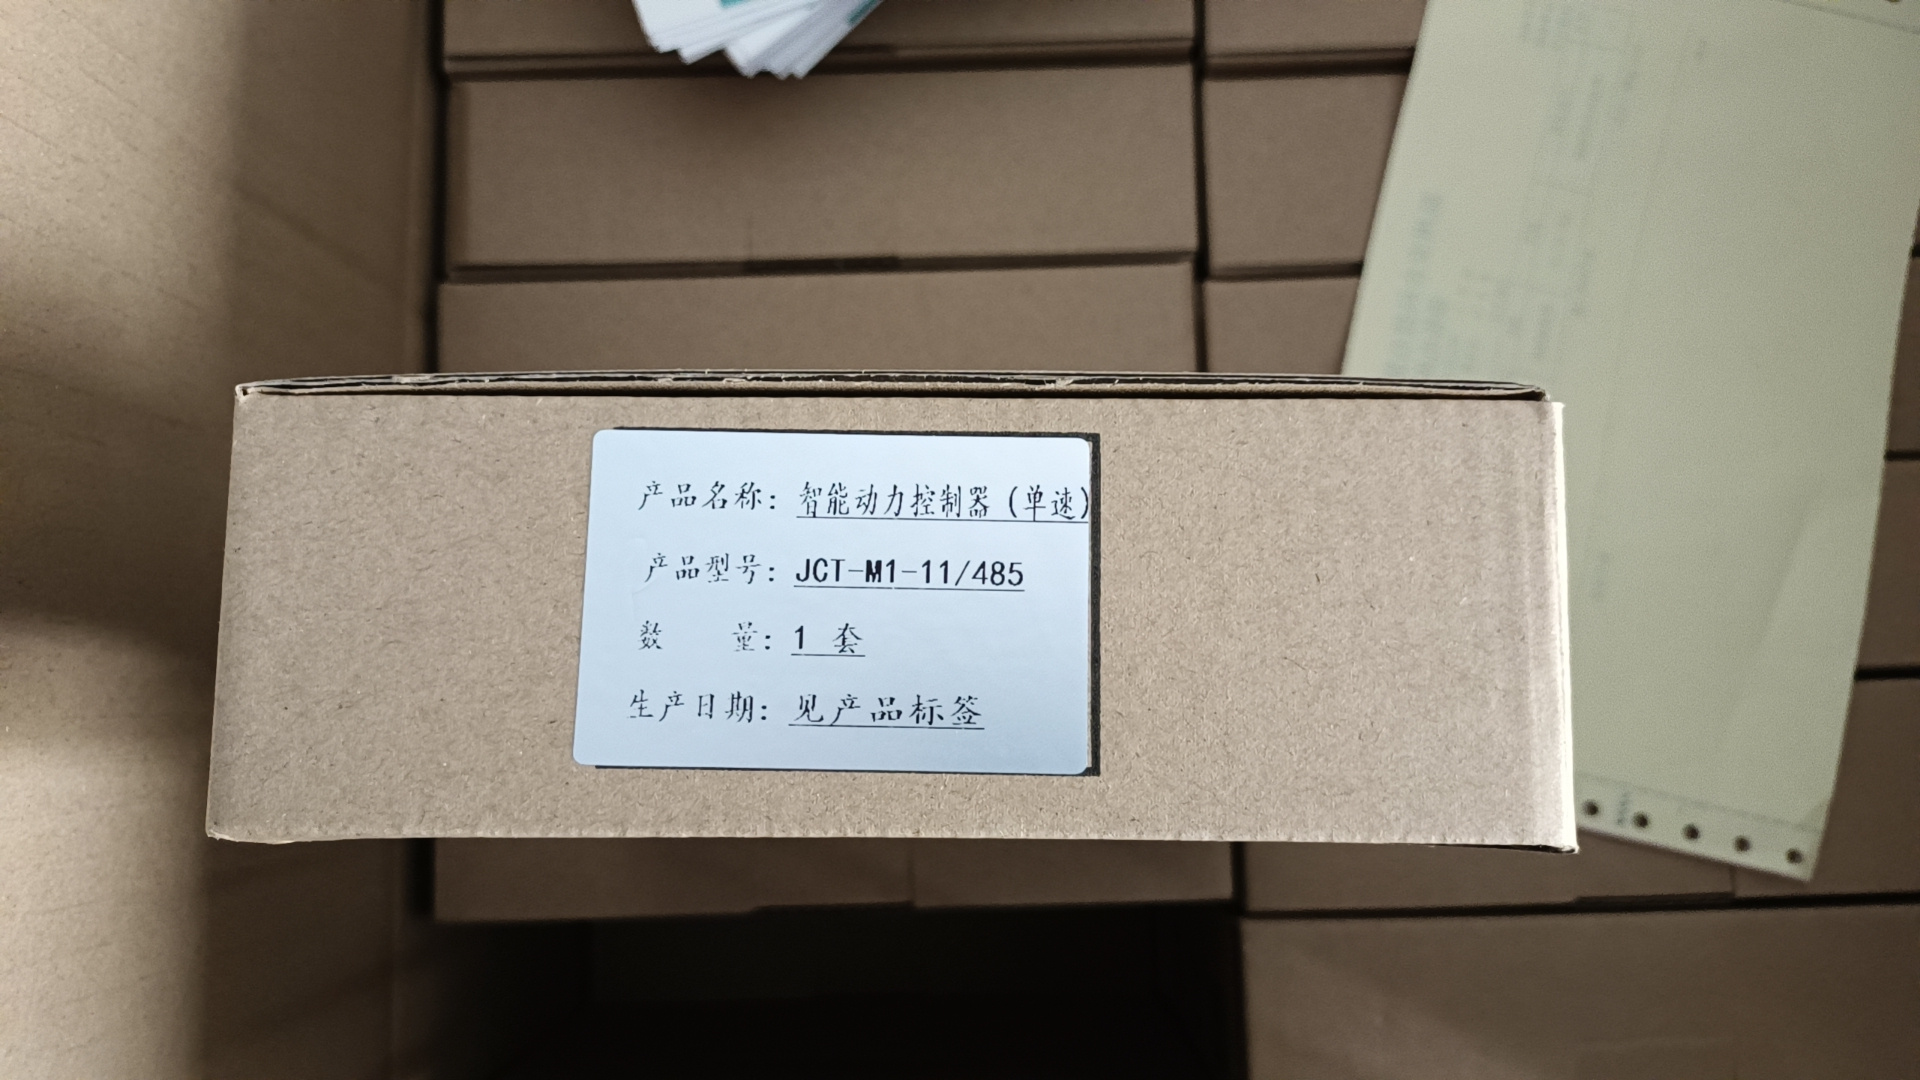 产品名称：智能动力控制器（单速）
产品型号：JCT-M1-11/485
数　　量：1 套
生产日期：见产品标签